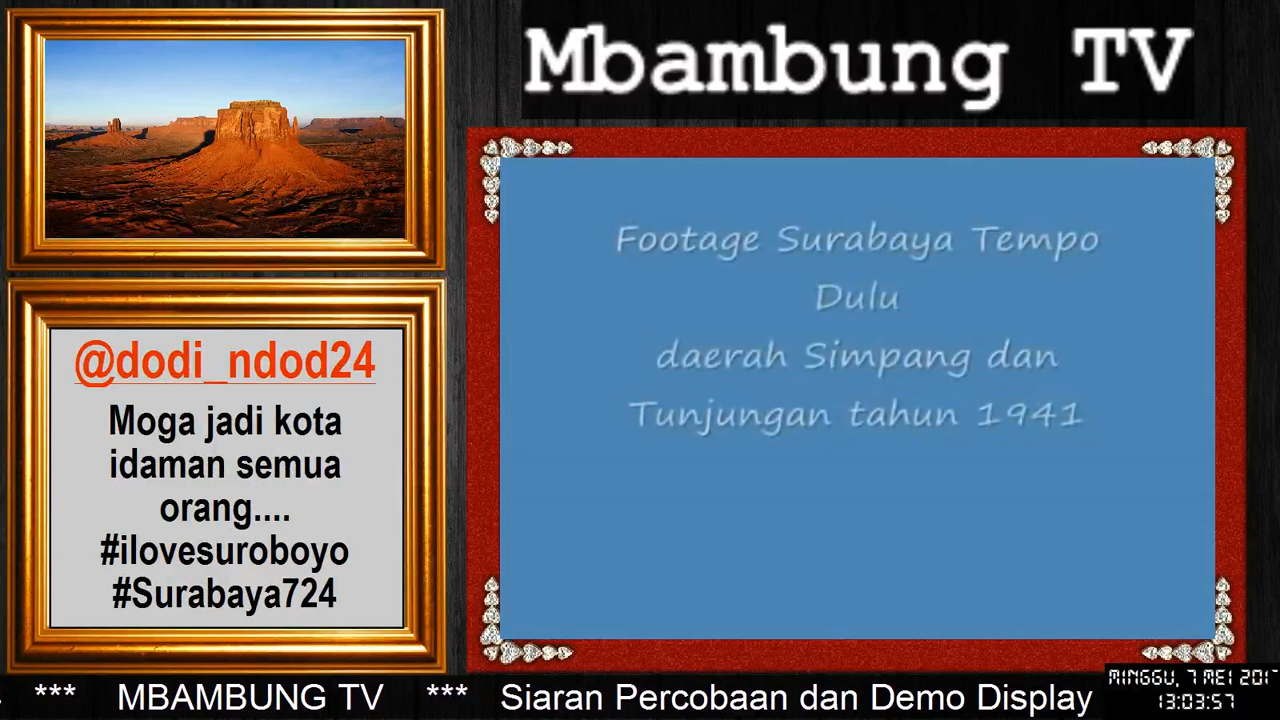 Mbambung TV
@dodi_ndod24
Moga jadi kota
idaman semua
orang....
#ilovesuroboyo
#Surabaya724
Footage Surabaya Tempo
Dulu
daerah Simpang dan
Tunjungan tahun 1941
*** MBAMBUNG TV *** Siaran Percobaan dan Demo Display
MINGGU, 7 MEI 2017
13:03:57